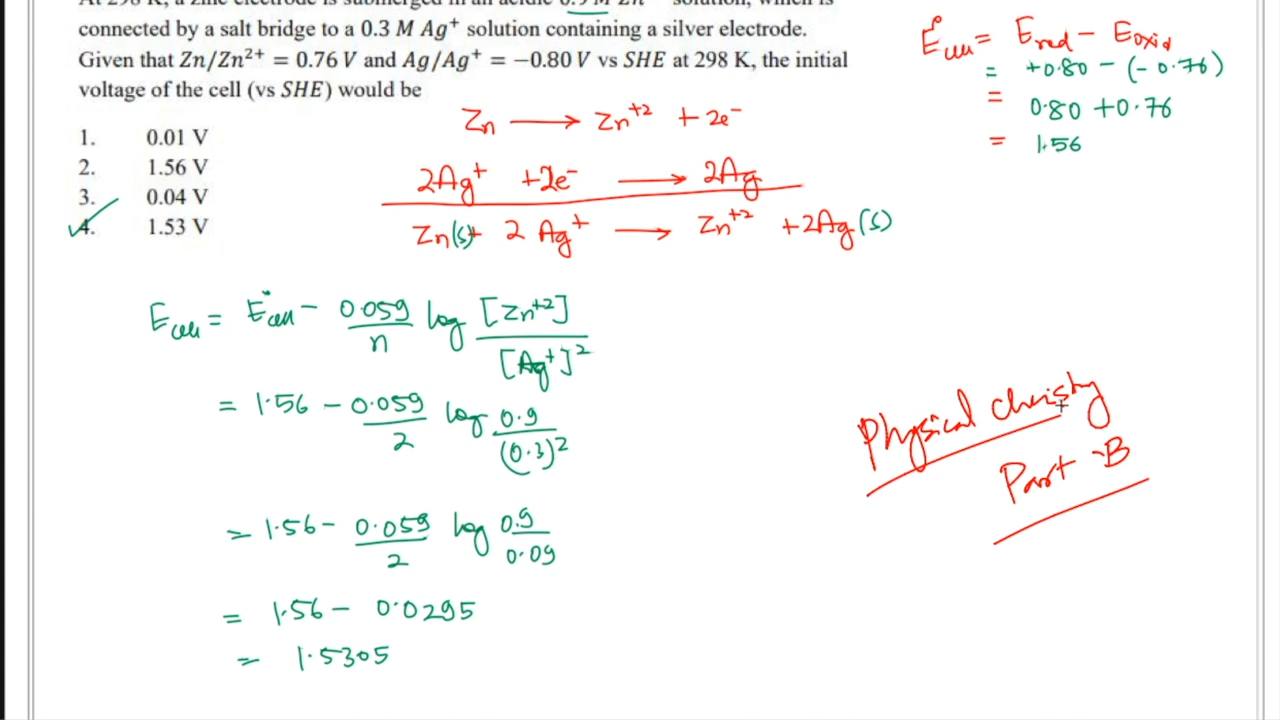 connected by a salt bridge to a 0.3 M Ag⁺ solution containing a silver electrode.
Given that Zn/Zn²⁺ = 0.76 V and Ag/Ag⁺ = −0.80 V vs SHE at 298 K, the initial
voltage of the cell (vs SHE) would be
1. 0.01 V
2. 1.56 V
3. 0.04 V
4. 1.53 V
E°cell = Ered − Eoxid
= +0.80 − (−0.76)
= 0.80 + 0.76
= 1.56
Zn ⟶ Zn⁺² + 2e⁻
2Ag⁺ +2e⁻ ⟶ 2Ag
Zn(s)+ 2 Ag⁺ ⟶ Zn⁺² +2Ag(s)
Ecell = E°cell − 0.059/n log [Zn⁺²]/[Ag⁺]²
= 1.56 − 0.059/2 log 0.9/(0.3)²
= 1.56 − 0.059/2 log 0.9/0.09
= 1.56 − 0.0295
= 1.5305
Physical
Part -B